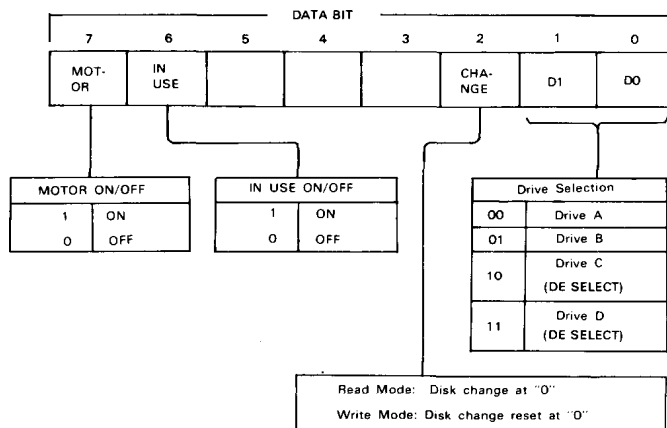 DATA BIT
7 6 5 4 3 2 1 0
MOT-
OR
IN
USE
CHA-
NGE
D1 D0
MOTOR ON/OFF
1 ON
0 OFF
IN USE ON/OFF
1 ON
0 OFF
Drive Selection
00 Drive A
01 Drive B
10 Drive C
(DE SELECT)
11 Drive D
(DE SELECT)
Read Mode: Disk change at "0"
Write Mode: Disk change reset at "0"